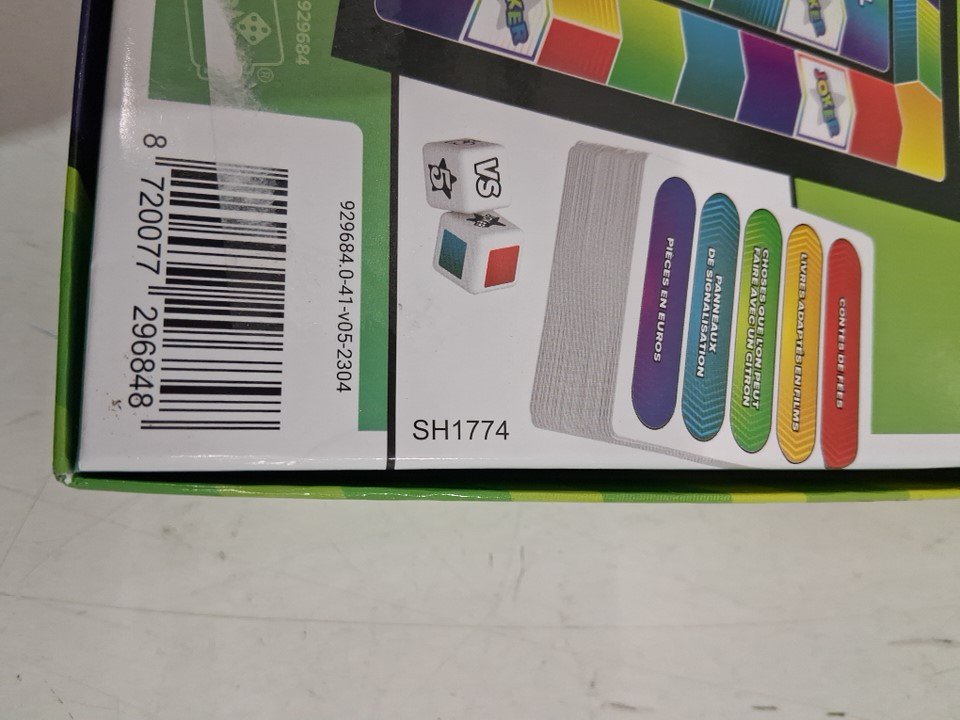 929684
®
JOKER
JOKER
JOKER
8 720077 296848
929684.0-41-v05-2304
VS
5
SH1774
PIÈCES EN EUROS
PANNEAUX
DE SIGNALISATION
CHOSES QUE L'ON PEUT
FAIRE AVEC UN CITRON
LIVRES ADAPTÉS EN FILMS
CONTES DE FÉES